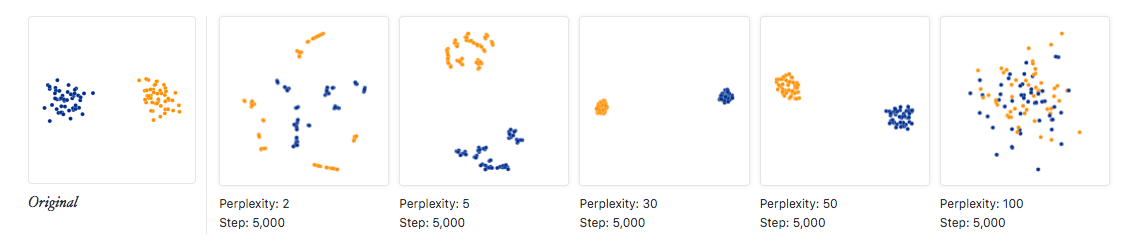 Original
Perplexity: 2
Step: 5,000
Perplexity: 5
Step: 5,000
Perplexity: 30
Step: 5,000
Perplexity: 50
Step: 5,000
Perplexity: 100
Step: 5,000